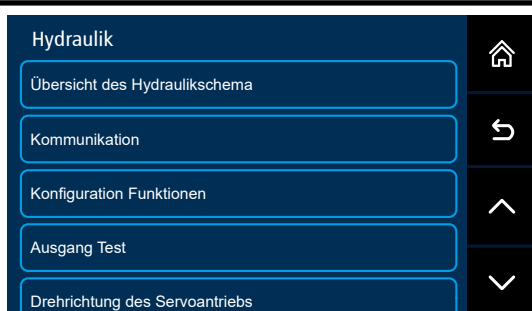 Hydraulik
Übersicht des Hydraulikschema
Kommunikation
Konfiguration Funktionen
Ausgang Test
Drehrichtung des Servoantriebs